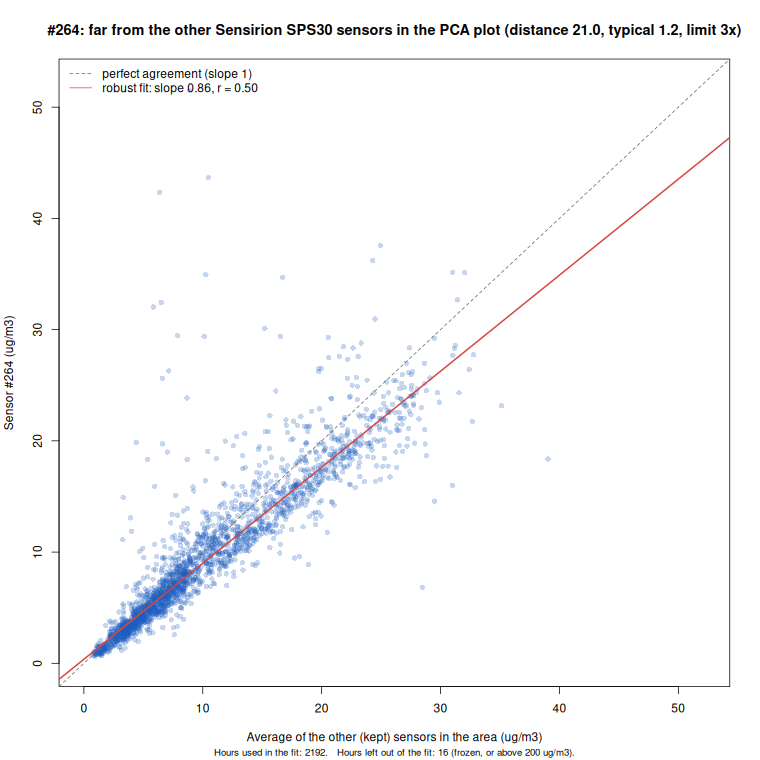 #264: far from the other Sensirion SPS30 sensors in the PCA plot (distance 21.0, typical 1.2, limit 3x)
perfect agreement (slope 1)
robust fit: slope 0.86, r = 0.50
50
40
30
20
10
0
Sensor #264 (ug/m3)
0 10 20 30 40 50
Average of the other (kept) sensors in the area (ug/m3)
Hours used in the fit: 2192. Hours left out of the fit: 16 (frozen, or above 200 ug/m3).